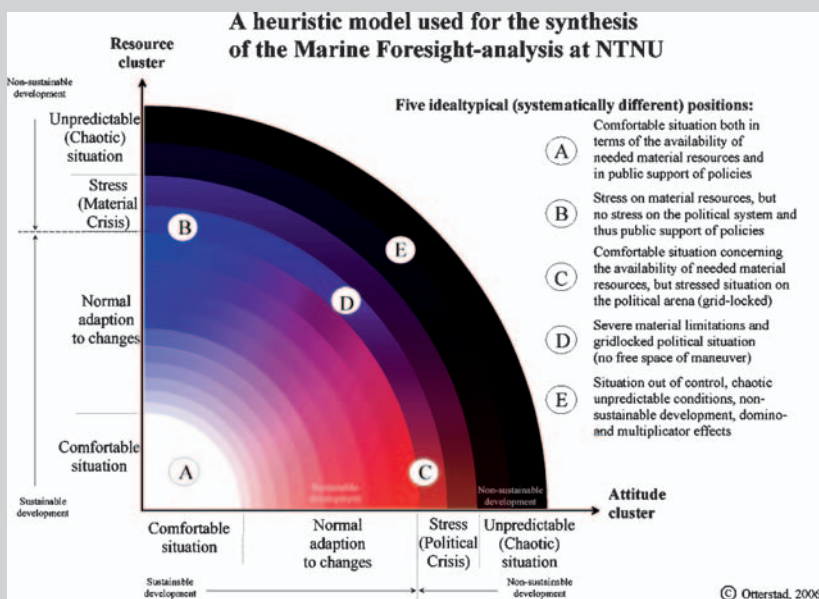 A heuristic model used for the synthesis
of the Marine Foresight-analysis at NTNU
Resource
cluster
Non-sustainable
development
Unpredictable
(Chaotic)
situation
Stress
(Material
Crisis)
Normal
adaption
to changes
Comfortable
situation
Sustainable
development
Five idealtypical (systematically different) positions:
A
Comfortable situation both in
terms of the availability of
needed material resources and
in public support of policies
B
Stress on material resources, but
no stress on the political system and
thus public support of policies
C
Comfortable situation concerning
the availability of needed material
resources, but stressed situation on
the political arena (grid-locked)
D
Severe material limitations and
gridlocked political situation
(no free space of maneuver)
E
Situation out of control, chaotic
unpredictable conditions, non-
sustainable development, domino-
and multiplicator effects
B
E
D
A
C
Sustainable
development
Non-sustainable
development
Attitude
cluster
Comfortable
situation
Normal
adaption
to changes
Stress
(Political
Crisis)
Unpredictable
(Chaotic)
situation
Sustainable
development
Non-sustainable
development
© Otterstad, 2006